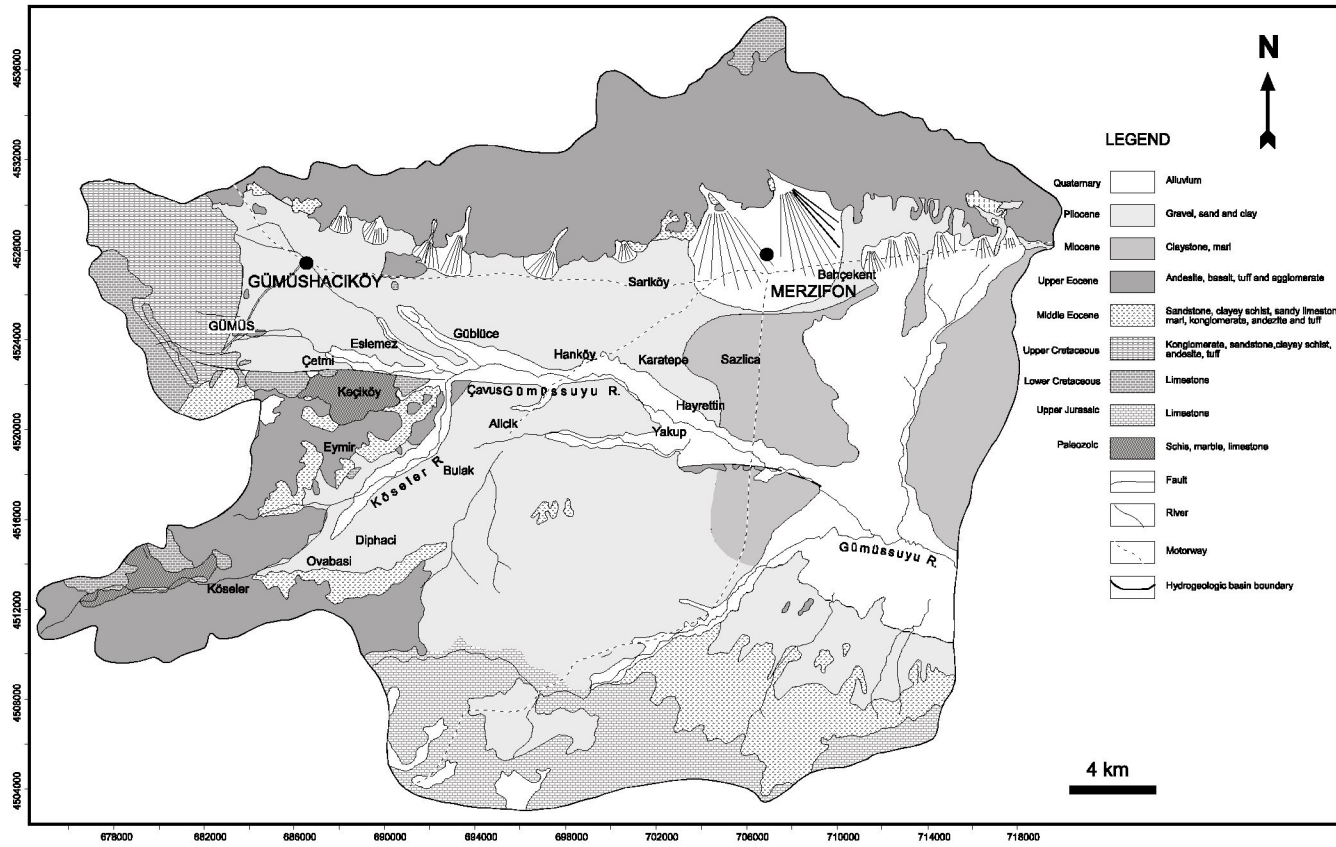 N
LEGEND
Quaternary Alluvium
Pliocene Gravel, sand and clay
Miocene Claystone, marl
Upper Eocene Andesite, basalt, tuff and agglomerate
Middle Eocene Sandstone, clayey schist, sandy limeston
marl, konglomerate, andezite and tuff
Upper Cretaceous Konglomerate, sandstone,clayey schist,
andesite, tuff
Lower Cretaceous Limestone
Upper Jurassic Limestone
Paleozoic Schis, marble, limestone
Fault
River
Motorway
Hydrogeologic basin boundary
4 km
GÜMÜSHACIKÖY
GÜMÜS
Sariköy
Bahçekent
MERZIFON
Göblüce
Eslemez
Çetmi
Hanköy
Karatepe
Sazlica
Keçiköy
Çavus
Gümüssuyu R.
Hayrettin
Alicik
Yakup
Eymir
Bulak
Köseler R
Diphaci
Ovabasi
Köseler
Gümüssuyu R.
4536000
4532000
4528000
4524000
4520000
4516000
4512000
4508000
4504000
678000 682000 686000 690000 694000 698000 702000 706000 710000 714000 718000